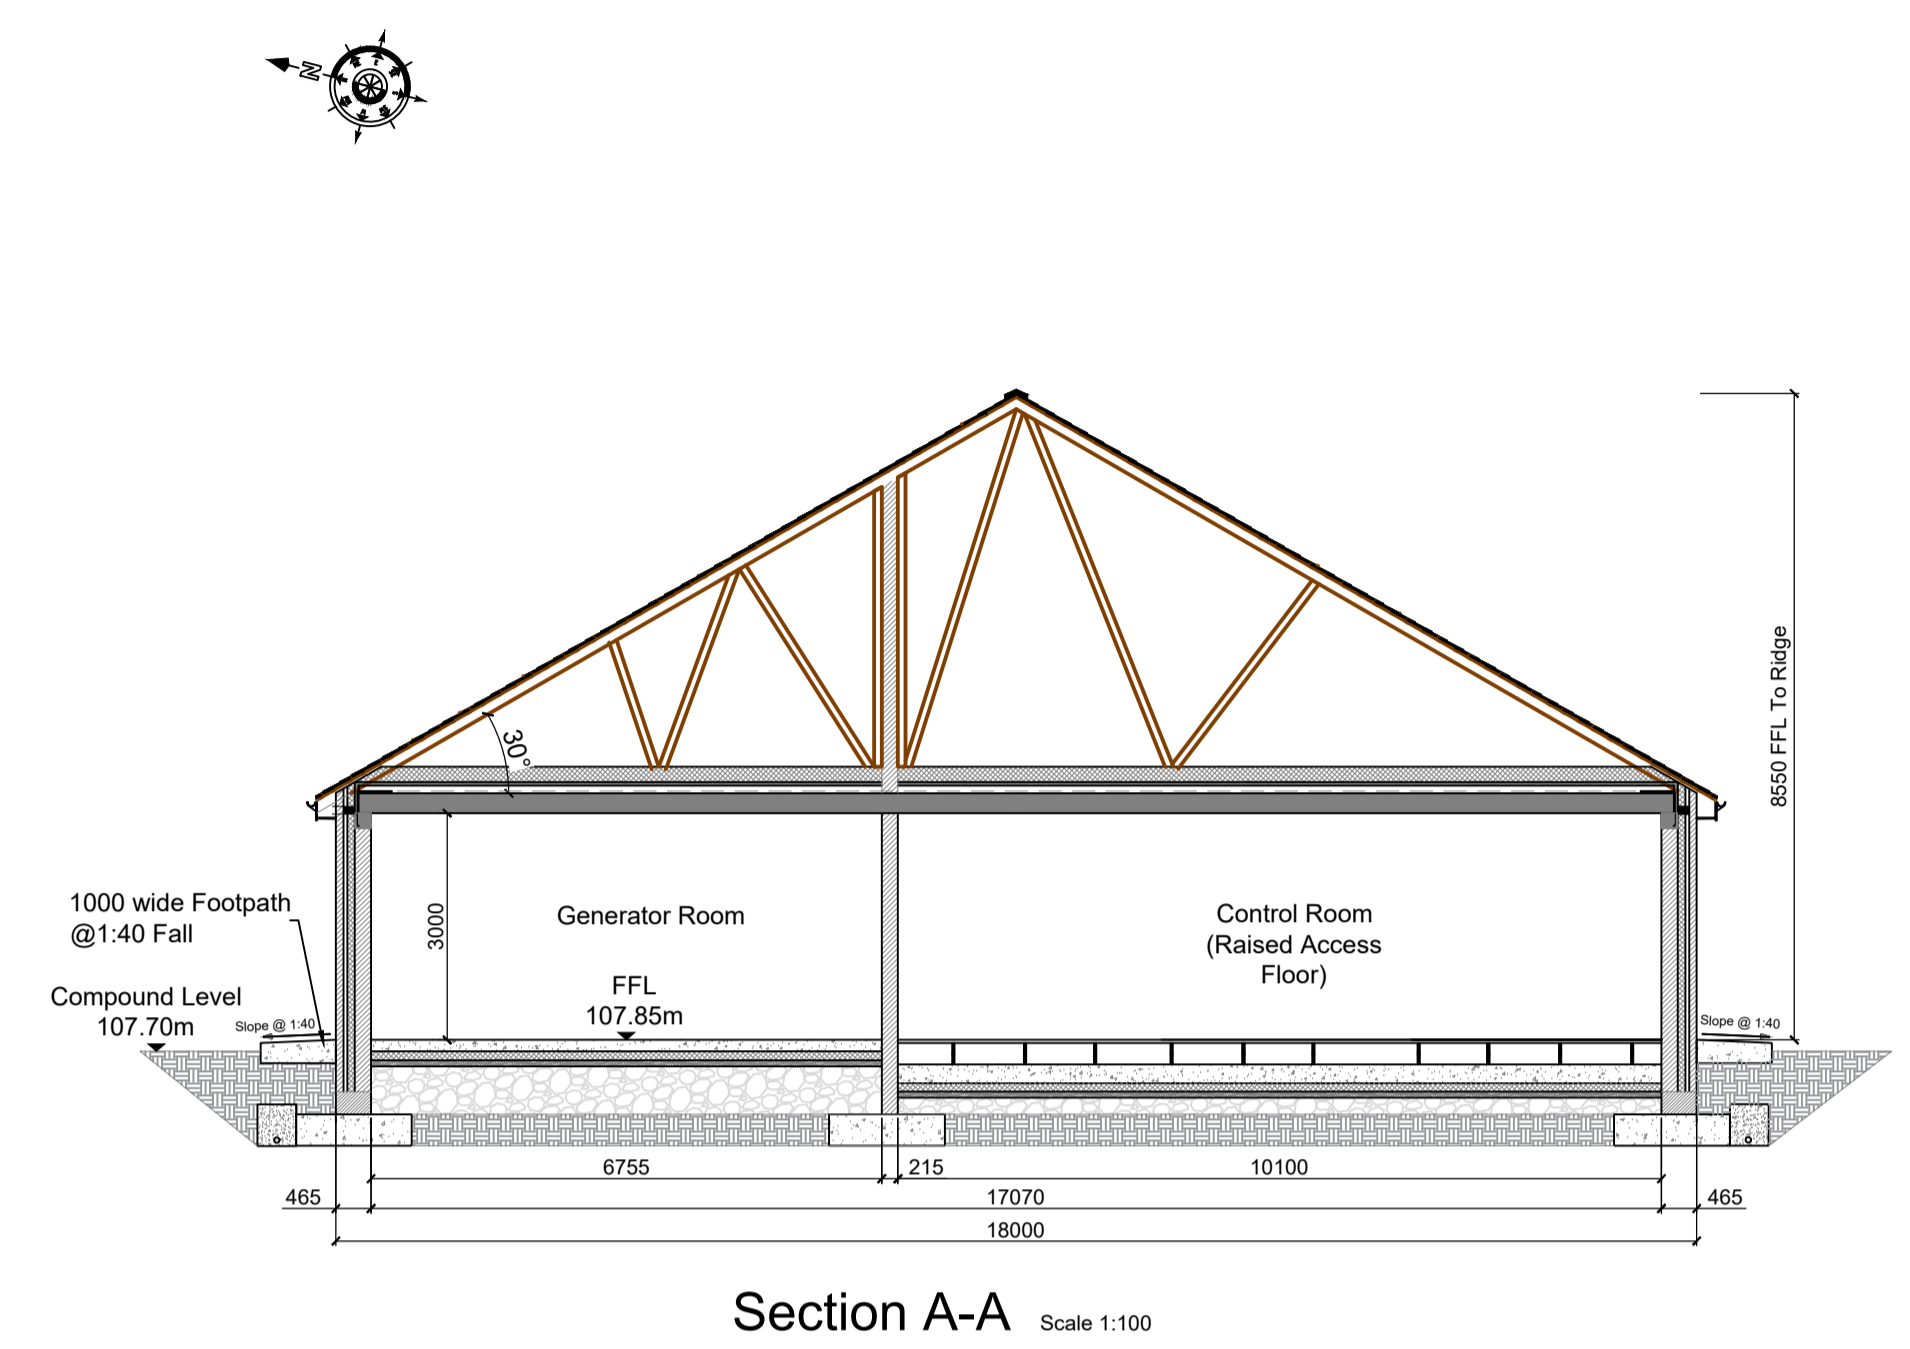 N
30°
8550 FFL To Ridge
1000 wide Footpath
@1:40 Fall
3000
Generator Room
Control Room
(Raised Access
Floor)
FFL
107.85m
Compound Level
107.70m
Slope @ 1:40
Slope @ 1:40
6755
215
10100
465
17070
465
18000
Section A-A
Scale 1:100